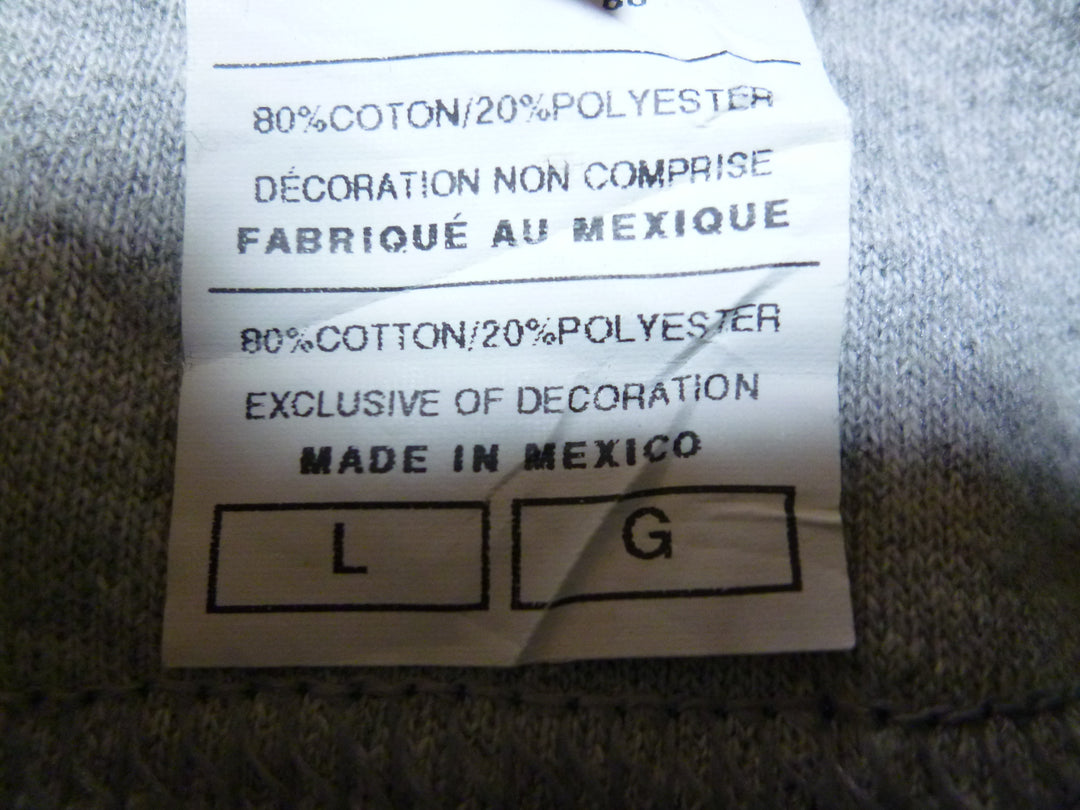 80%COTON/20%POLYESTER
DÉCORATION NON COMPRISE
FABRIQUÉ AU MEXIQUE
80%COTTON/20%POLYESTER
EXCLUSIVE OF DECORATION
MADE IN MEXICO
L G